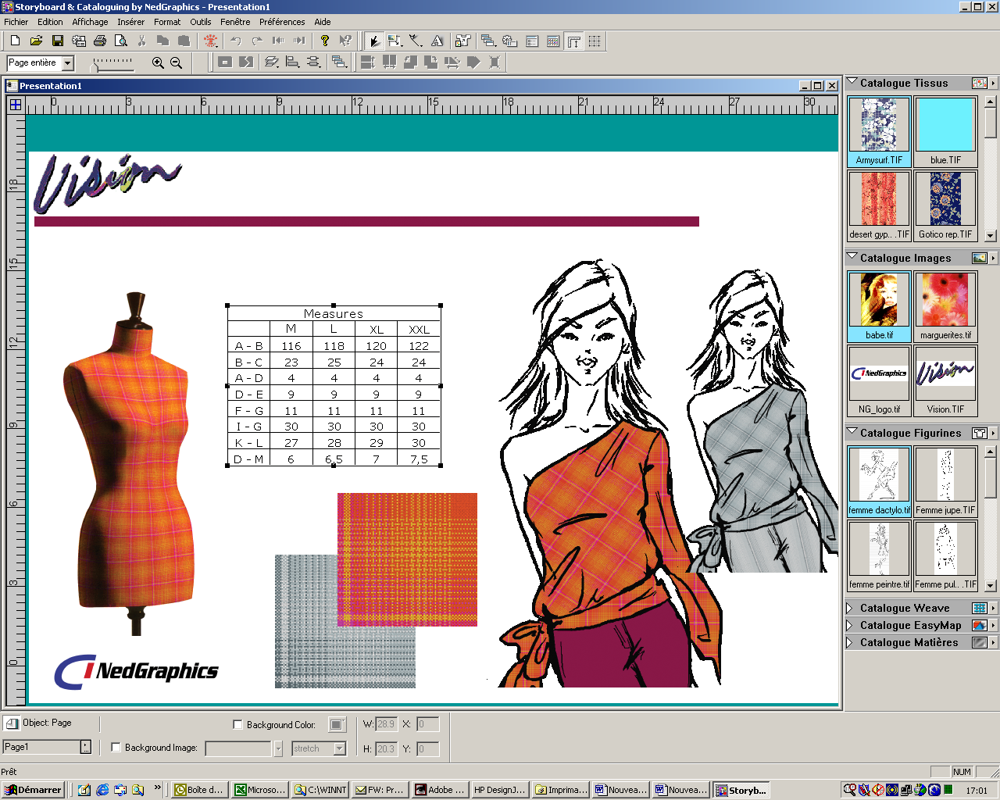 Storyboard & Cataloguing by NedGraphics - Presentation1
Fichier Edition Affichage Insérer Format Outils Fenêtre Préférences Aide
Page entière
Presentation1
0 3 6 9 12 15 18 21 24 27 30
18
15
12
9
6
3
0
Vision
Measures
M L XL XXL
A - B 116 118 120 122
B - C 23 25 24 24
A - D 4 4 4 4
D - E 9 9 9 9
F - G 11 11 11 11
I - G 30 30 30 30
K - L 27 28 29 30
D - M 6 6,5 7 7,5
NedGraphics
Catalogue Tissus
Armysurf.TIF blue.TIF
desert gyp... .TIF Gotico rep.TIF
Catalogue Images
babe.tif marguerites.tif
NedGraphics Vision
NG_logo.tif Vision.TIF
Catalogue Figurines
femme dactylo.tif Femme jupe.TIF
femme peintre.tif Femme pul... .TIF
Catalogue Weave
Catalogue EasyMap
Catalogue Matières
Object: Page
Background Color:
W: 28.9 X: 0
Page1
Background Image:
stretch
H: 20.3 Y: 0
Prêt
NUM
Démarrer » Boîte d... Microso... C:\WINNT FW: Pr... Adobe ... HP DesignJ... Imprima... Nouvea... Nouvea... Storyb... 17:01